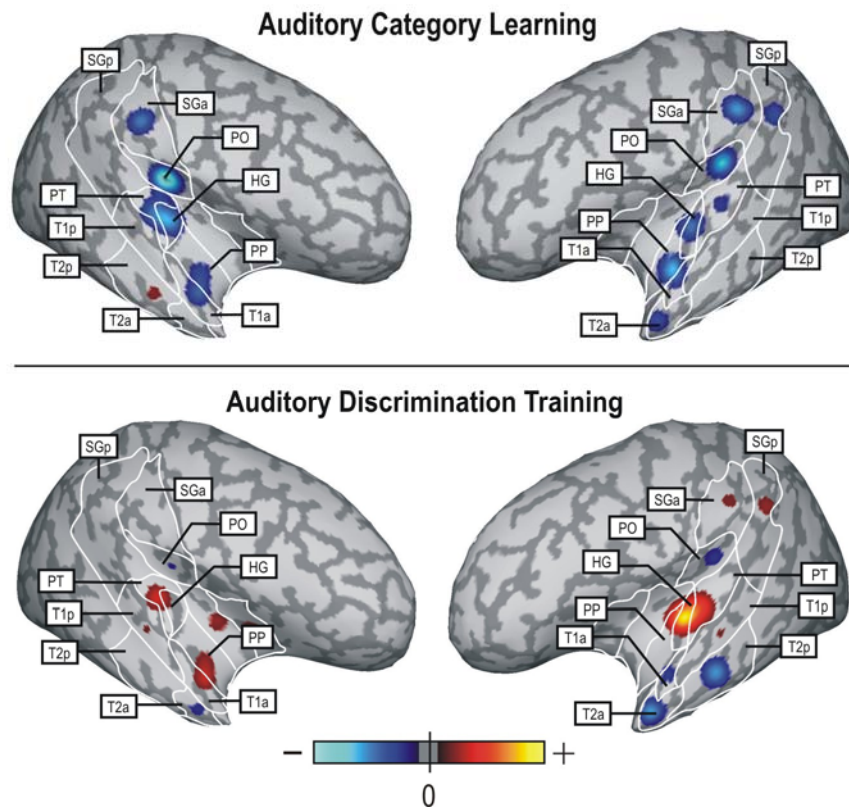 Auditory Category Learning
SGp
SGa
PO
HG
PT
T1p
PP
T2p
T2a
T1a
SGp
SGa
PO
HG
PT
PP
T1p
T1a
T2p
T2a
Auditory Discrimination Training
SGp
SGa
PO
PT
HG
T1p
PP
T2p
T2a
T1a
SGp
SGa
PO
HG
PT
PP
T1p
T1a
T2p
T2a
− +
0